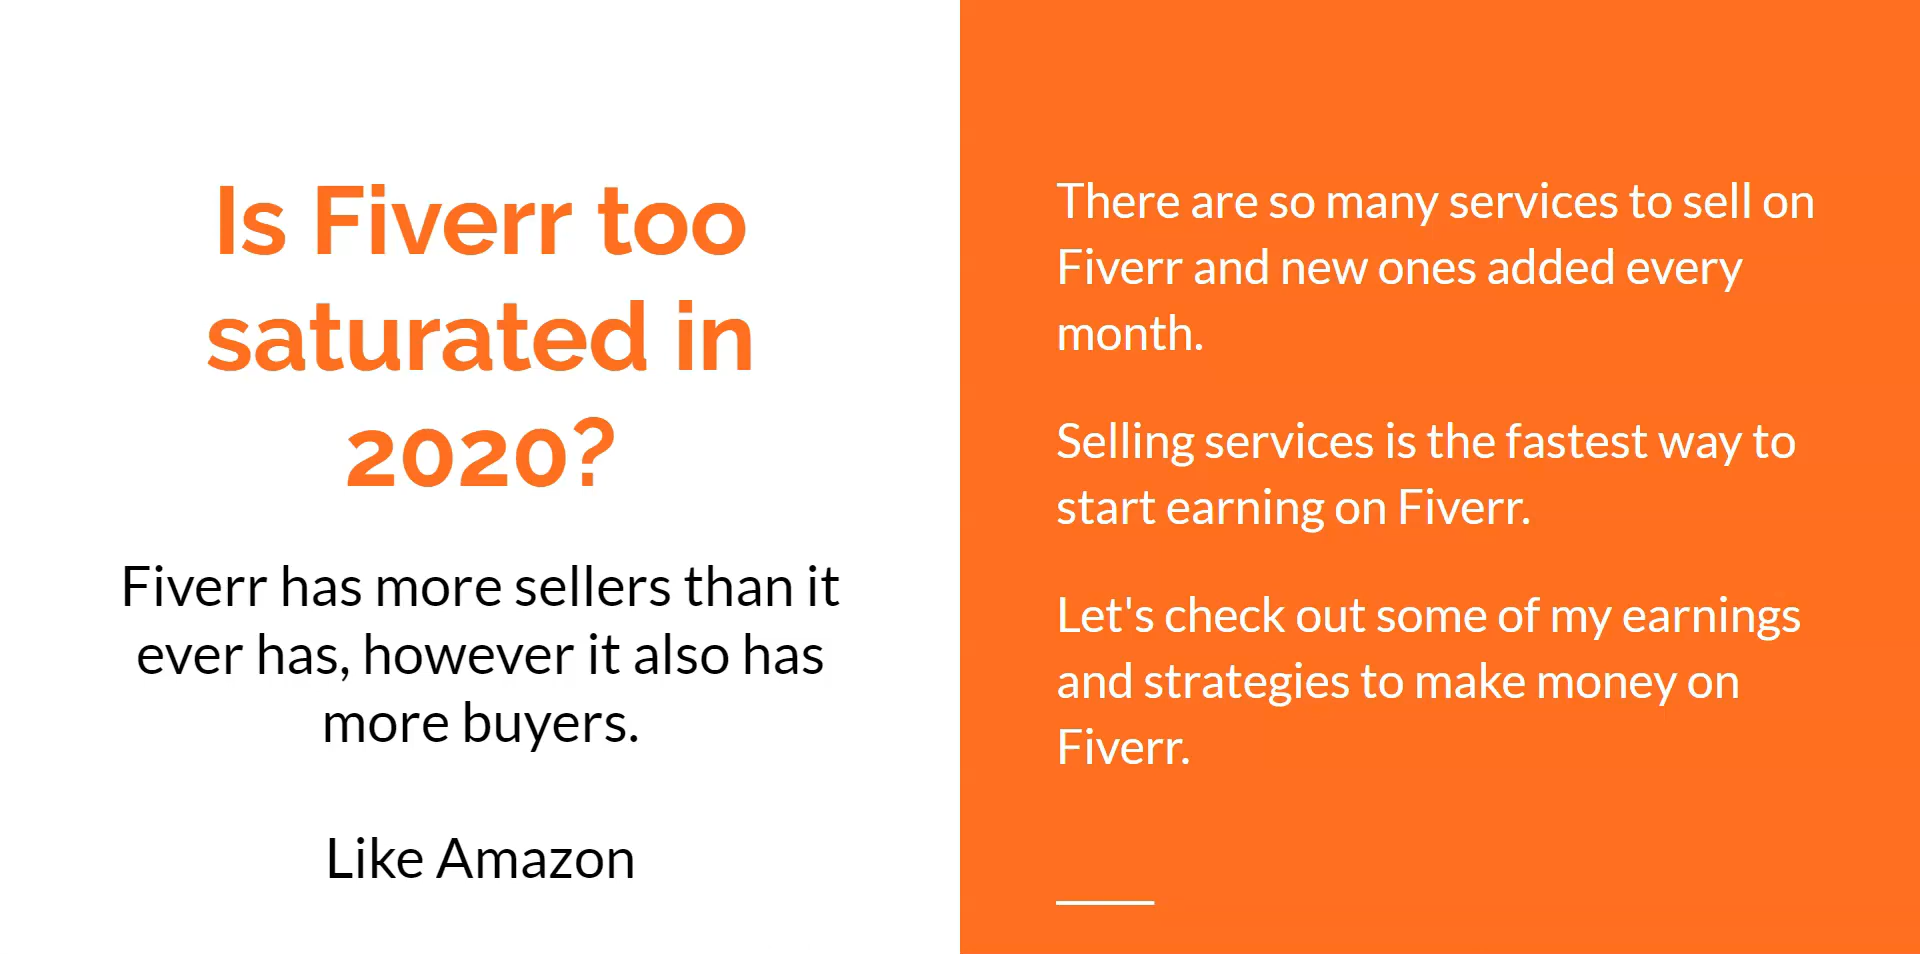 Is Fiverr too
saturated in
2020?
Fiverr has more sellers than it
ever has, however it also has
more buyers.
Like Amazon
There are so many services to sell on
Fiverr and new ones added every
month.
Selling services is the fastest way to
start earning on Fiverr.
Let's check out some of my earnings
and strategies to make money on
Fiverr.